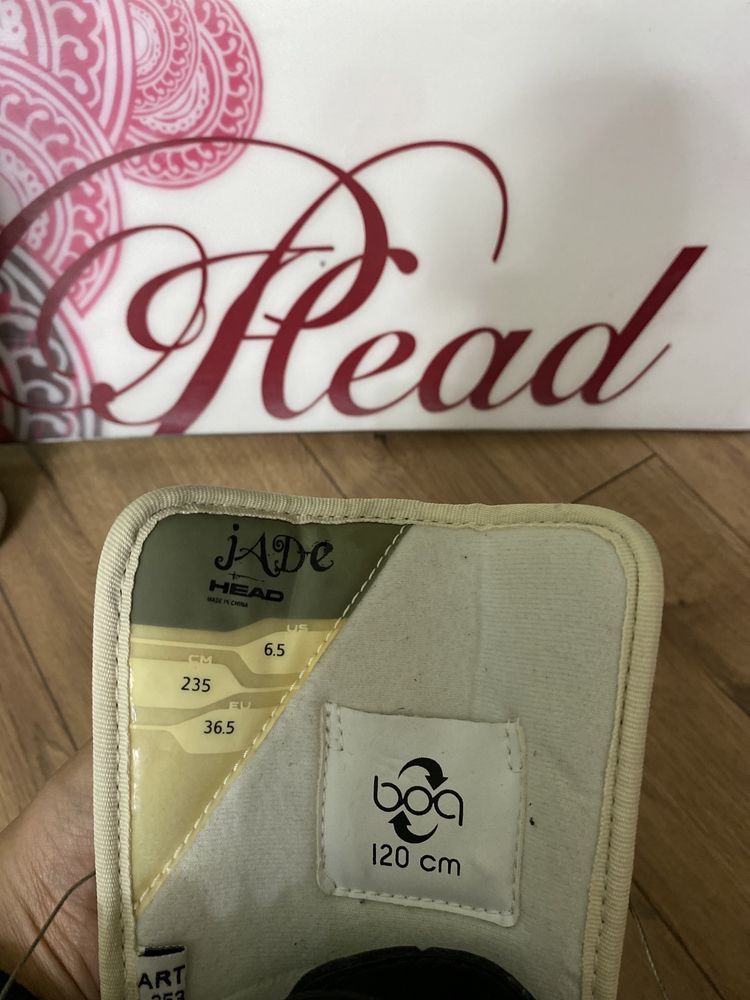 Head
jADe
HEAD
MADE IN CHINA
US
6.5
CM
235
EU
36.5
boa
120 cm
ART